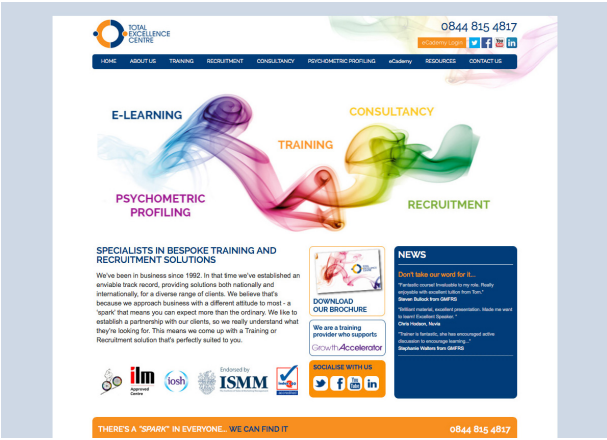 TOTAL
EXCELLENCE
CENTRE
0844 815 4817
eCademy Login
HOME ABOUT US TRAINING RECRUITMENT CONSULTANCY PSYCHOMETRIC PROFILING eCademy RESOURCES CONTACT US
E-LEARNING
CONSULTANCY
TRAINING
PSYCHOMETRIC
PROFILING
RECRUITMENT
SPECIALISTS IN BESPOKE TRAINING AND
RECRUITMENT SOLUTIONS
We've been in business since 1992. In that time we've established an
enviable track record, providing solutions both nationally and
internationally, for a diverse range of clients. We believe that's
because we approach business with a different attitude to most - a
'spark' that means you can expect more than the ordinary. We like to
establish a partnership with our clients, so we really understand what
they're looking for. This means we come up with a Training or
Recruitment solution that's perfectly suited to you.
ilm
Approved
Centre
iosh
Endorsed by
ISMM
DOWNLOAD
OUR BROCHURE
We are a training
provider who supports
GrowthAccelerator
SOCIALISE WITH US
NEWS
Don't take our word for it...
"Fantastic course! Invaluable to my role. Really
enjoyable with excellent tuition from Tom."
Steven Bullock from GMFRS
"Brilliant material, excellent presentation. Made me want
to learn! Excellent Speaker. "
Chris Hodson, Nuvia
"Trainer is fantastic, she has encouraged active
discussion to encourage learning..."
Stephanie Walters from GMFRS
THERE'S A "SPARK" IN EVERYONE... WE CAN FIND IT
0844 815 4817